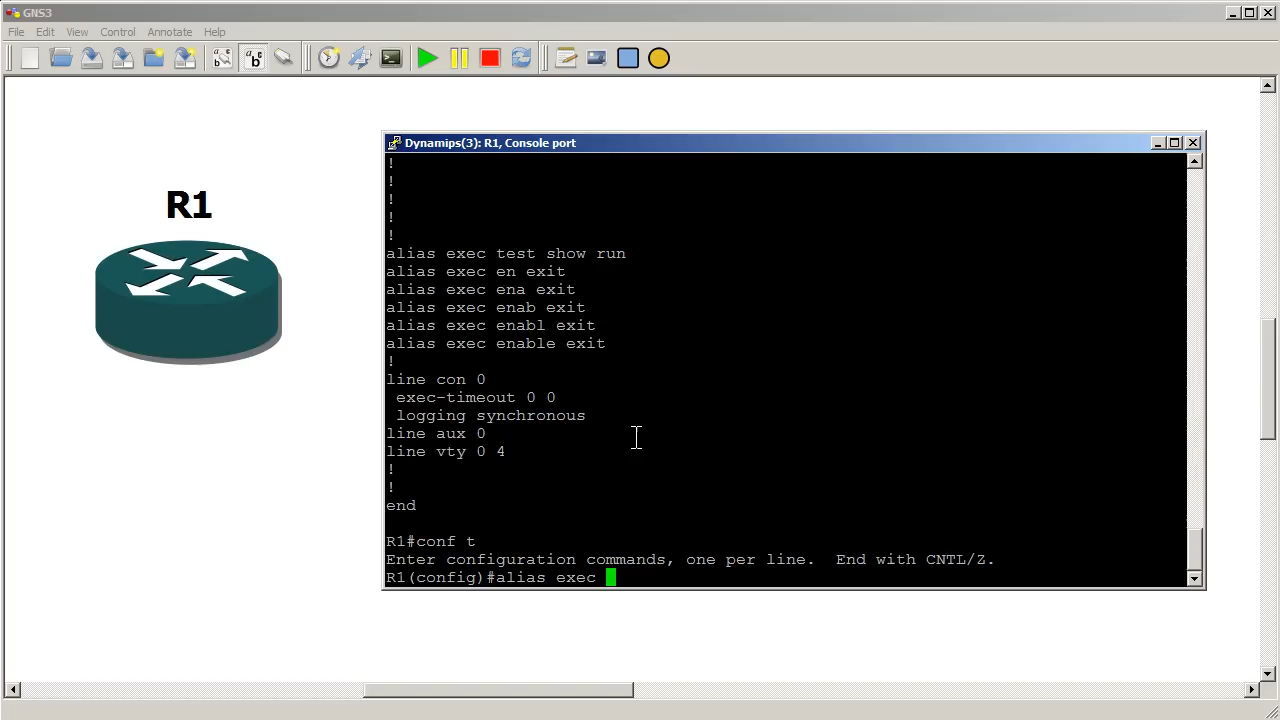 GNS3
File Edit View Control Annotate Help
R1
Dynamips(3): R1, Console port
!
!
!
!
!
alias exec test show run
alias exec en exit
alias exec ena exit
alias exec enab exit
alias exec enabl exit
alias exec enable exit
!
line con 0
 exec-timeout 0 0
 logging synchronous
line aux 0
line vty 0 4
!
!
end
R1#conf t
Enter configuration commands, one per line.  End with CNTL/Z.
R1(config)#alias exec